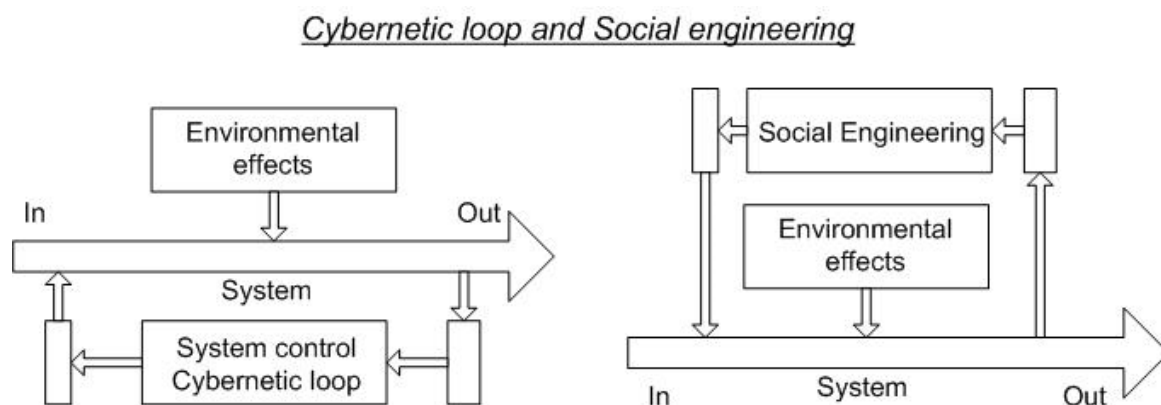 Cybernetic loop and Social engineering
Environmental
effects
In
Out
System
System control
Cybernetic loop
Social Engineering
Environmental
effects
In
System
Out